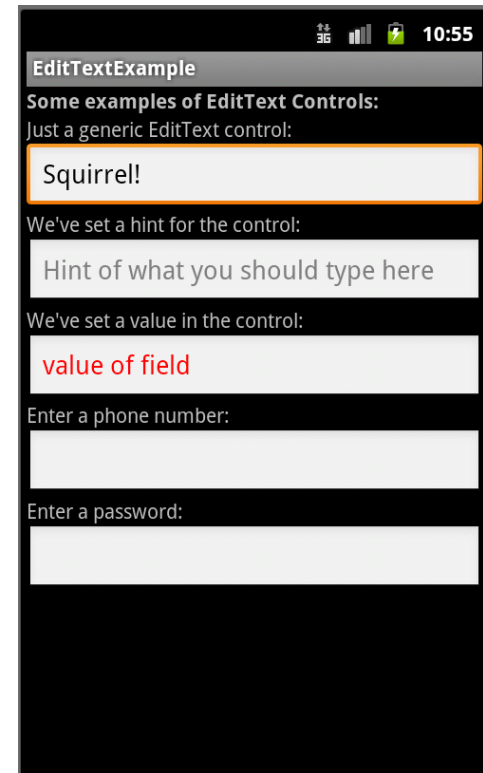 3G 10:55
EditTextExample
Some examples of EditText Controls:
Just a generic EditText control:
Squirrel!
We've set a hint for the control:
Hint of what you should type here
We've set a value in the control:
value of field
Enter a phone number:
Enter a password: